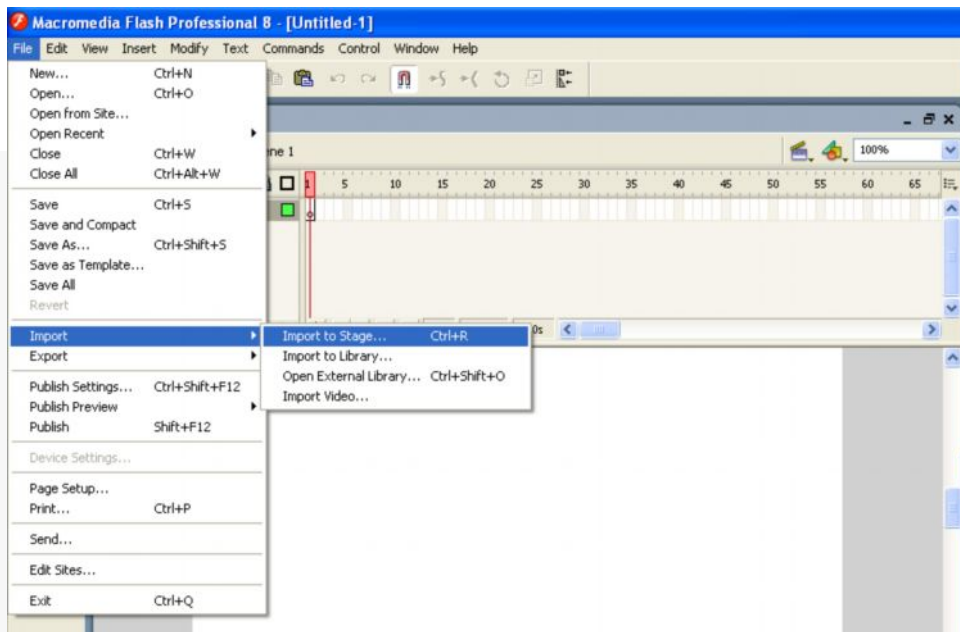 Macromedia Flash Professional 8 - [Untitled-1]
File Edit View Insert Modify Text Commands Control Window Help
New... Ctrl+N
Open... Ctrl+O
Open from Site...
Open Recent
Close Ctrl+W
ne 1
100%
Close All Ctrl+Alt+W
1 5 10 15 20 25 30 35 40 45 50 55 60 65
Save Ctrl+S
Save and Compact
Save As... Ctrl+Shift+S
Save as Template...
Save All
Revert
Import
Import to Stage... Ctrl+R
0s
Export
Import to Library...
Open External Library... Ctrl+Shift+O
Import Video...
Publish Settings... Ctrl+Shift+F12
Publish Preview
Publish Shift+F12
Device Settings...
Page Setup...
Print... Ctrl+P
Send...
Edit Sites...
Exit Ctrl+Q